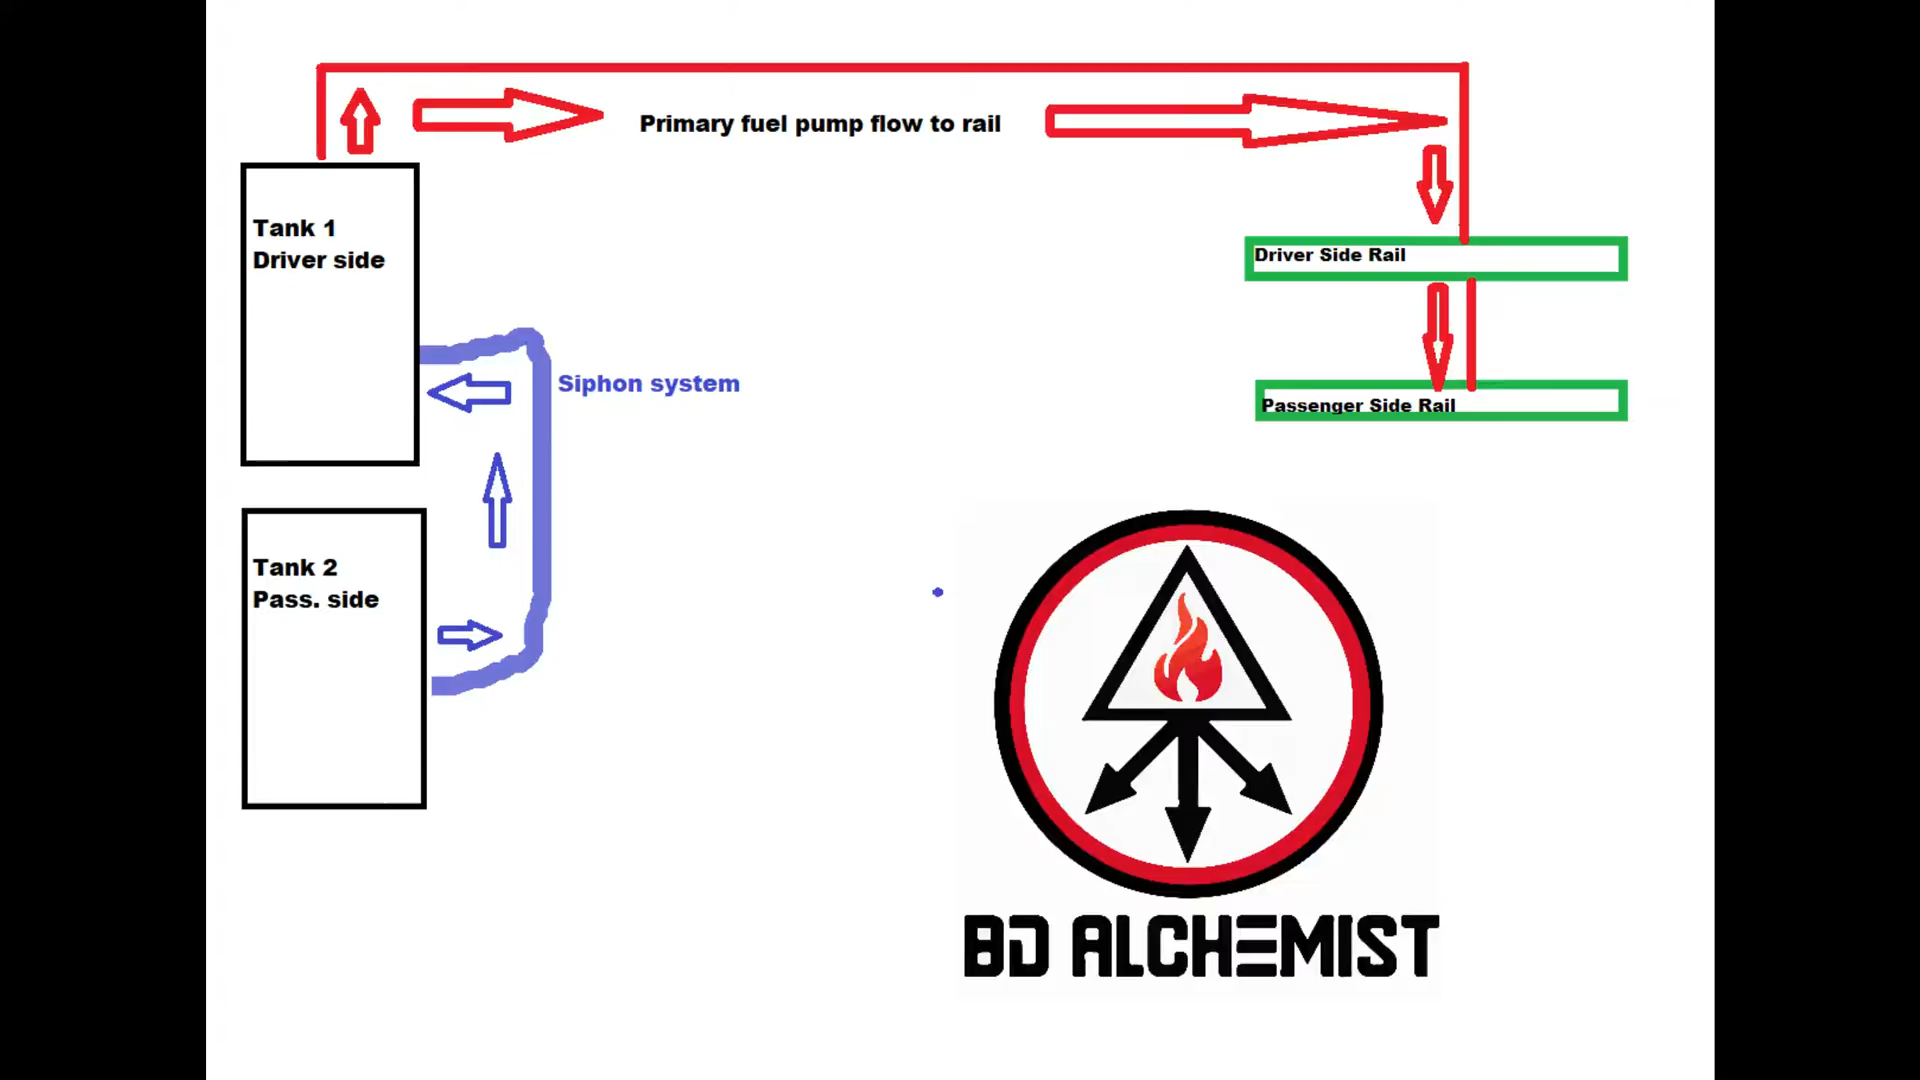 Primary fuel pump flow to rail
Tank 1
Driver side
Driver Side Rail
Siphon system
Passenger Side Rail
Tank 2
Pass. side
BD ALCHEMIST